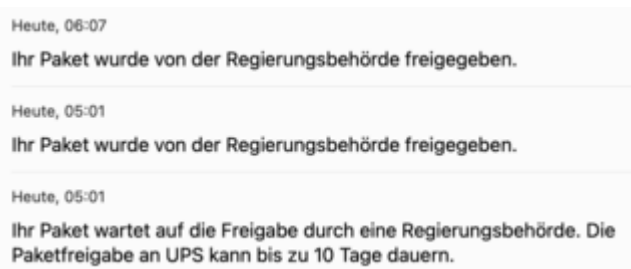 Heute, 06:07
Ihr Paket wurde von der Regierungsbehörde freigegeben.
Heute, 05:01
Ihr Paket wurde von der Regierungsbehörde freigegeben.
Heute, 05:01
Ihr Paket wartet auf die Freigabe durch eine Regierungsbehörde. Die
Paketfreigabe an UPS kann bis zu 10 Tage dauern.